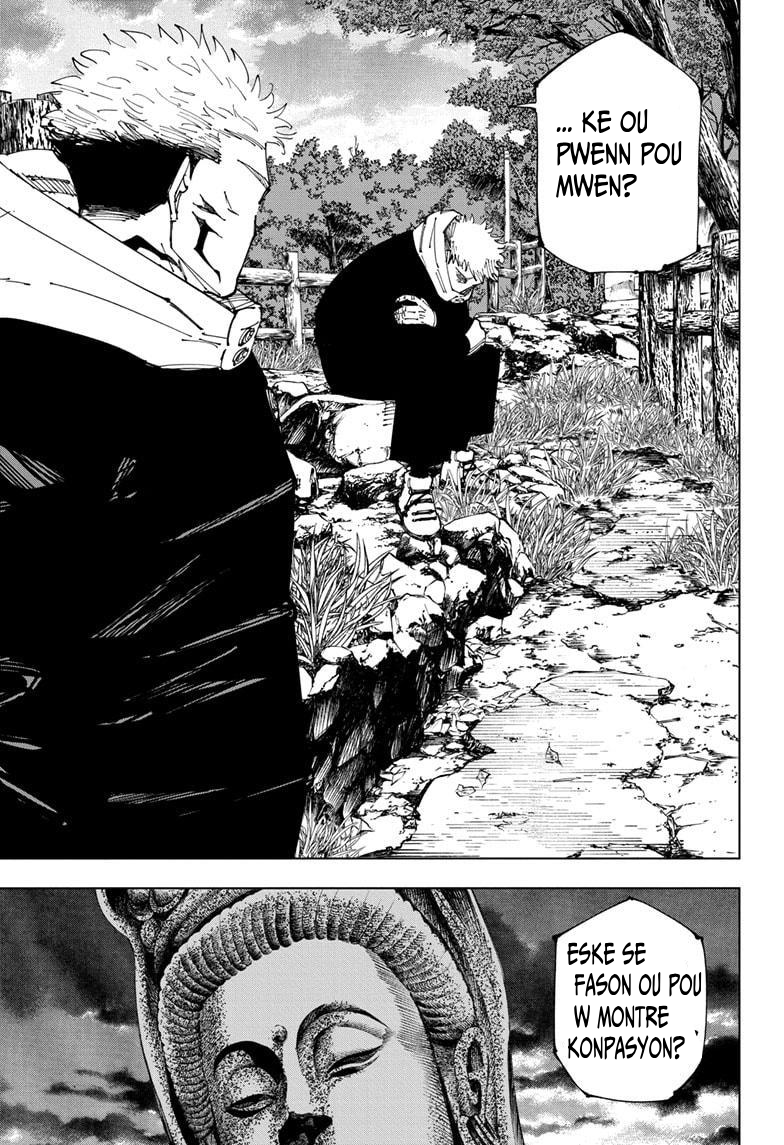 ... KE OU
PWENN POU
MWEN?
ESKE SE
FASON OU POU
W MONTRE
KONPASYON?